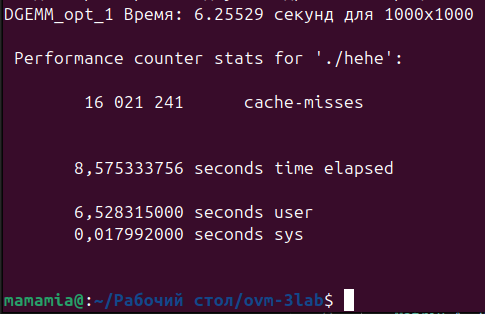 DGEMM_opt_1 Время: 6.25529 секунд для 1000x1000
Performance counter stats for './hehe':
16 021 241 cache-misses
8,575333756 seconds time elapsed
6,528315000 seconds user
0,017992000 seconds sys
mamamia@:~/Рабочий стол/ovm-3lab$